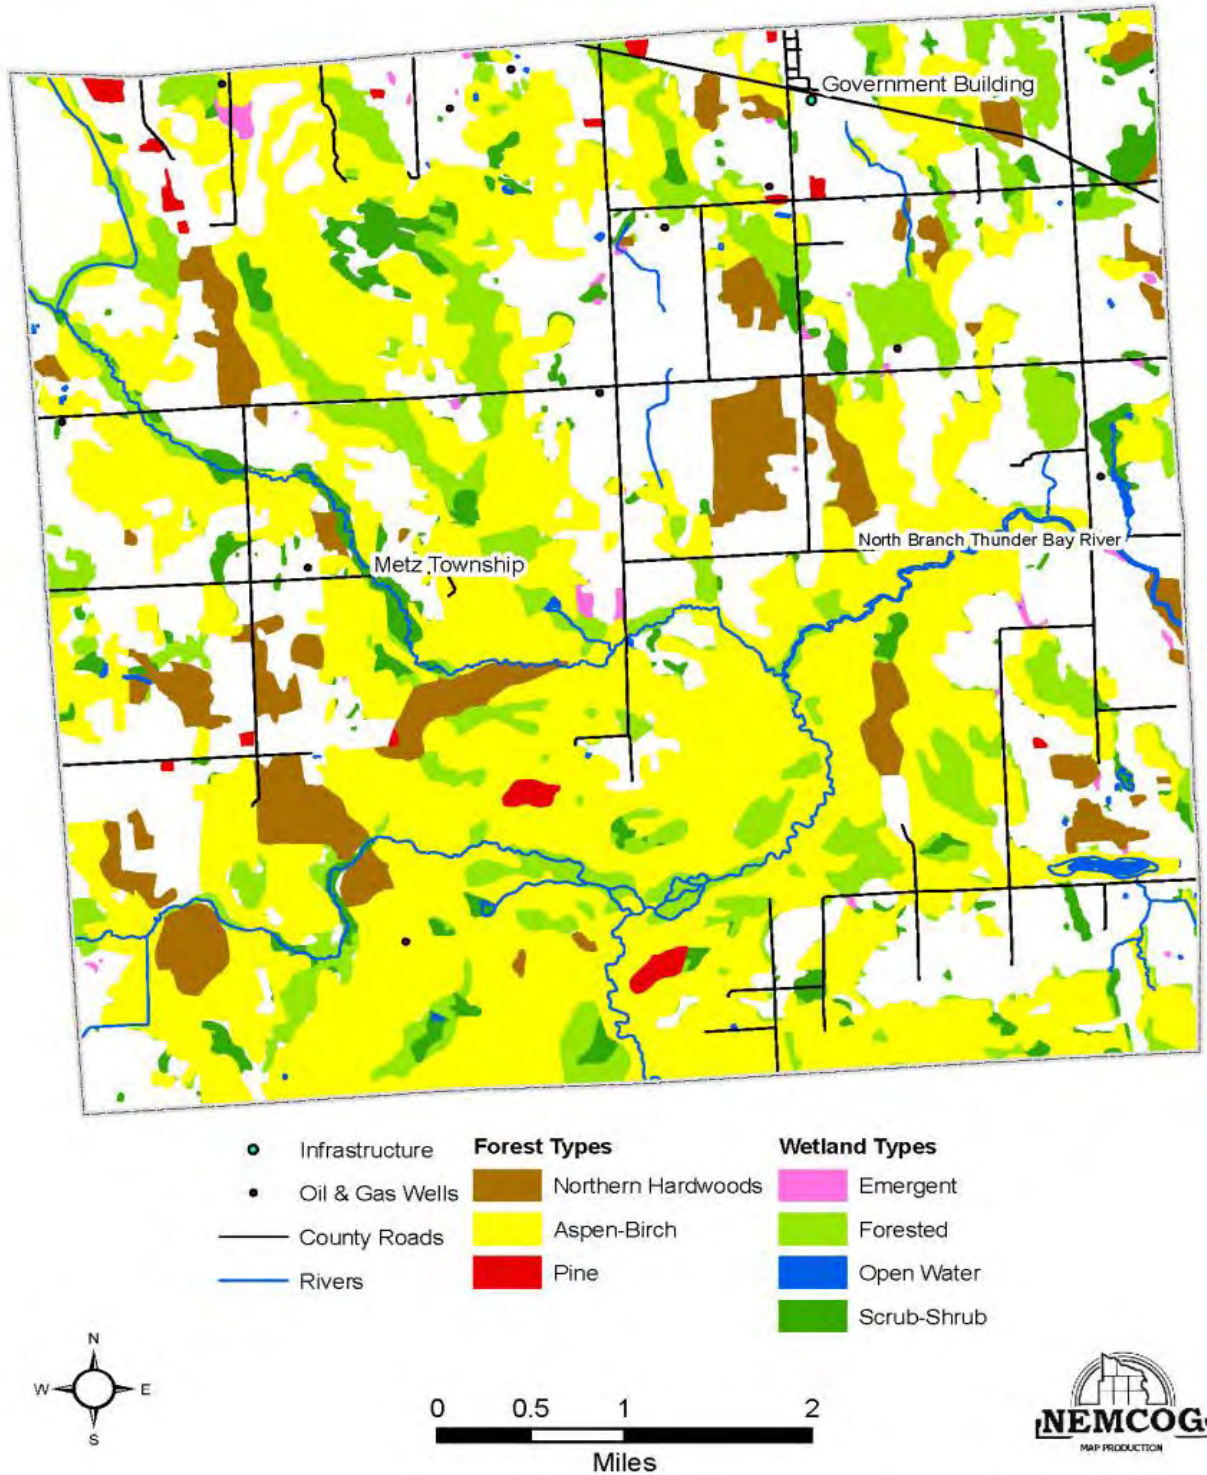 Government Building
North Branch Thunder Bay River
Metz Township
Infrastructure
Oil & Gas Wells
County Roads
Rivers
Forest Types
Northern Hardwoods
Aspen-Birch
Pine
Wetland Types
Emergent
Forested
Open Water
Scrub-Shrub
N
W E
S
0 0.5 1 2
Miles
NEMCOG
MAP PRODUCTION